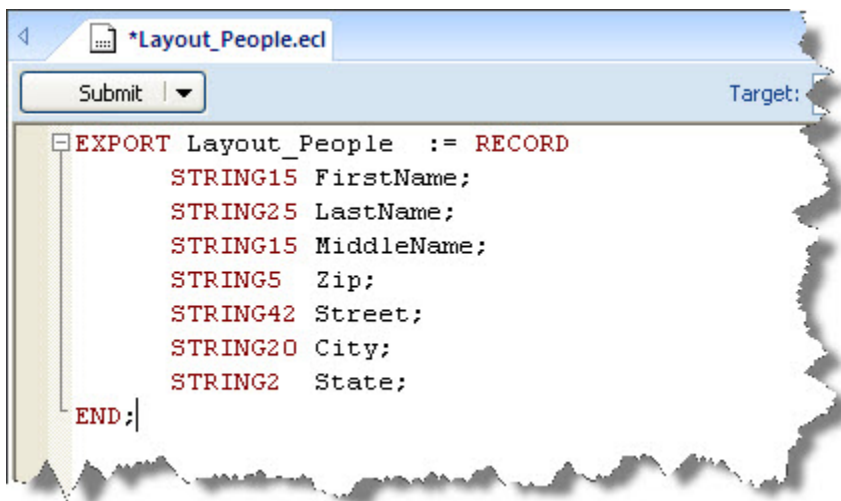 *Layout_People.ecl
Submit
Target:
EXPORT Layout_People := RECORD
STRING15 FirstName;
STRING25 LastName;
STRING15 MiddleName;
STRING5 Zip;
STRING42 Street;
STRING20 City;
STRING2 State;
END;